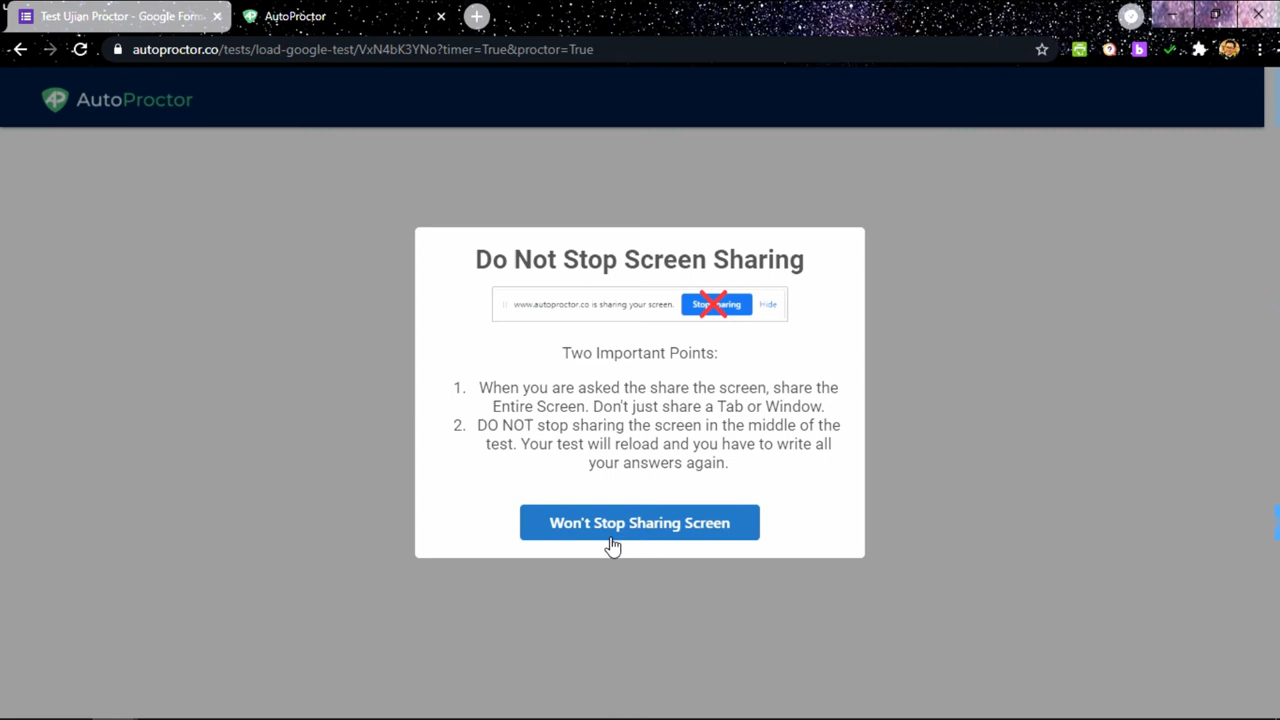 Test Ujian Proctor - Google Form
AutoProctor
autoproctor.co/tests/load-google-test/VxN4bK3YNo?timer=True&proctor=True
AutoProctor
Do Not Stop Screen Sharing
www.autoproctor.co is sharing your screen. Stop sharing Hide
Two Important Points:
1. When you are asked the share the screen, share the
Entire Screen. Don't just share a Tab or Window.
2. DO NOT stop sharing the screen in the middle of the
test. Your test will reload and you have to write all
your answers again.
Won't Stop Sharing Screen